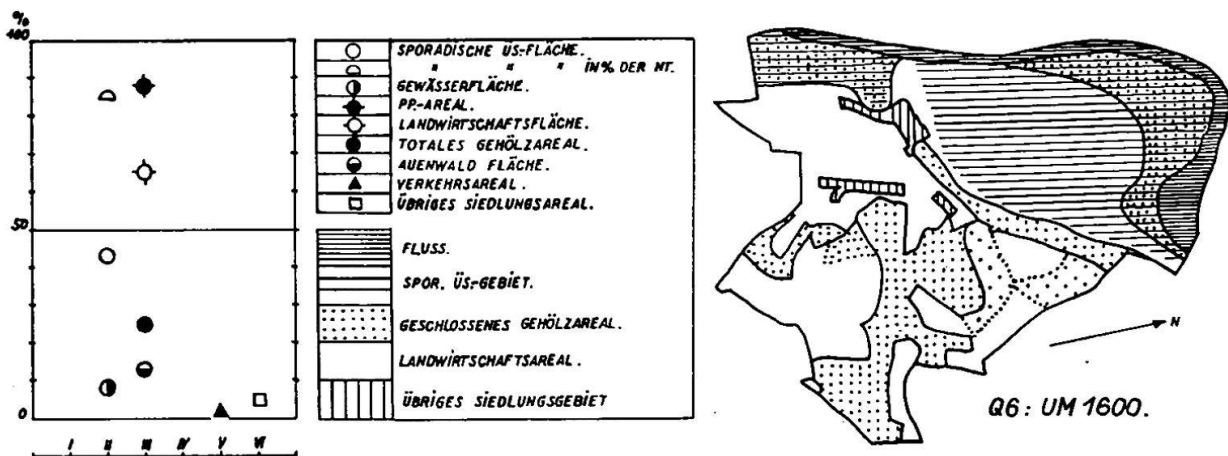 %
100
50
0
I II III IV V VI
SPORADISCHE ÜS-FLÄCHE.
" " " IN % DER NT.
GEWÄSSERFLÄCHE.
PP.-AREAL.
LANDWIRTSCHAFTSFLÄCHE.
TOTALES GEHÖLZAREAL.
AUENWALD FLÄCHE.
VERKEHRSAREAL.
ÜBRIGES SIEDLUNGSAREAL.
FLUSS.
SPOR. ÜS.-GEBIET.
GESCHLOSSENES GEHÖLZAREAL.
LANDWIRTSCHAFTSAREAL.
ÜBRIGES SIEDLUNGSGEBIET
N
Q6: UM 1600.